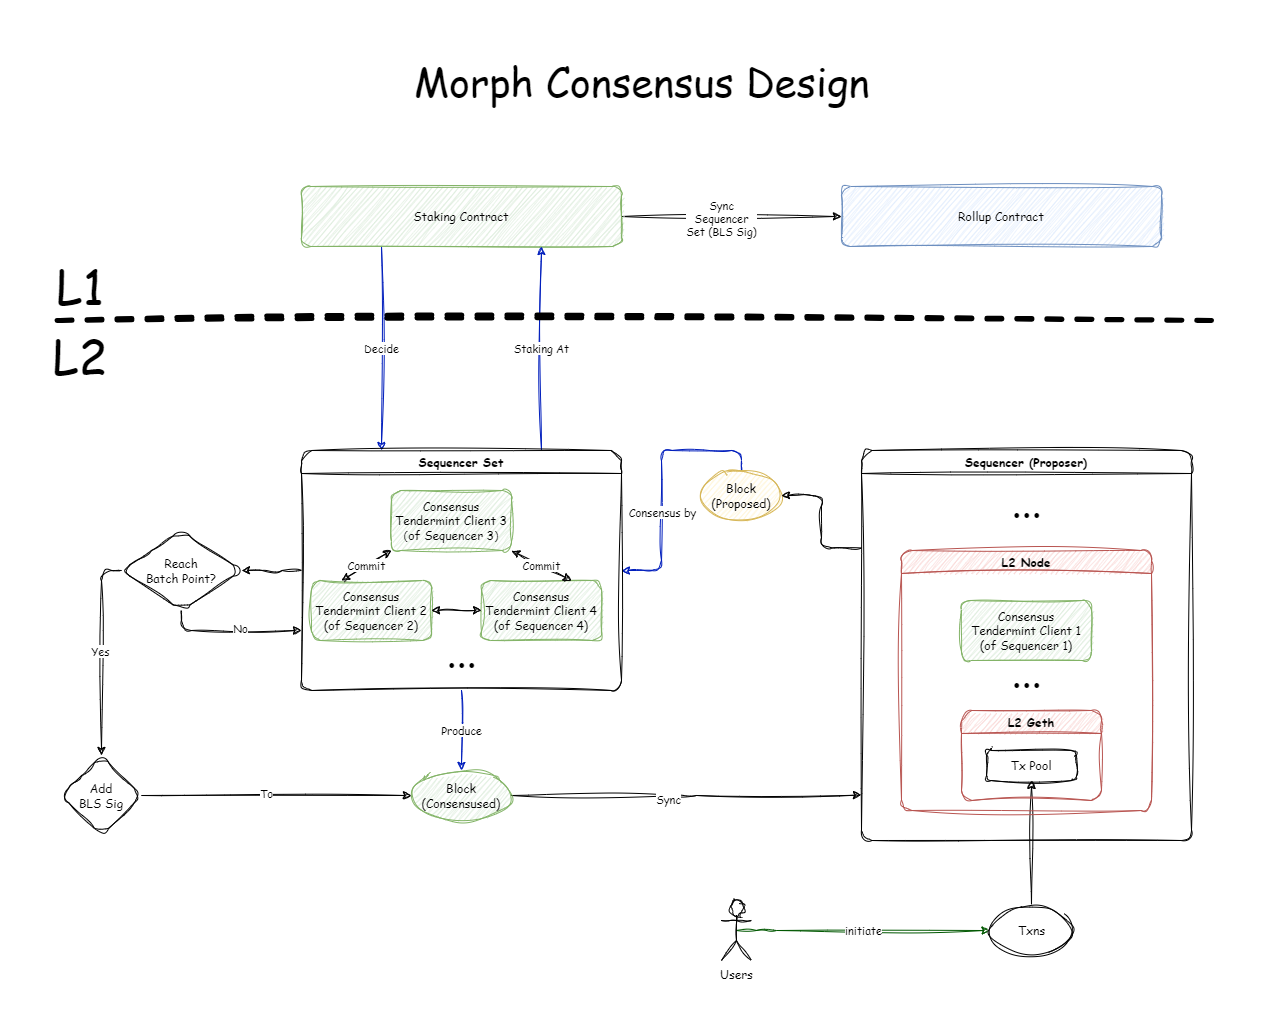 Morph Consensus Design
Staking Contract
Sync
Sequencer
Set (BLS Sig)
Rollup Contract
L1
L2
Decide
Staking At
Sequencer Set
Consensus
Tendermint Client 3
(of Sequencer 3)
Commit
Commit
Consensus
Tendermint Client 2
(of Sequencer 2)
Consensus
Tendermint Client 4
(of Sequencer 4)
...
Reach
Batch Point?
No
Yes
Add
BLS Sig
To
Produce
Block
(Consensused)
Sync
Consensus by
Block
(Proposed)
Sequencer (Proposer)
...
L2 Node
Consensus
Tendermint Client 1
(of Sequencer 1)
...
L2 Geth
Tx Pool
Users
initiate
Txns